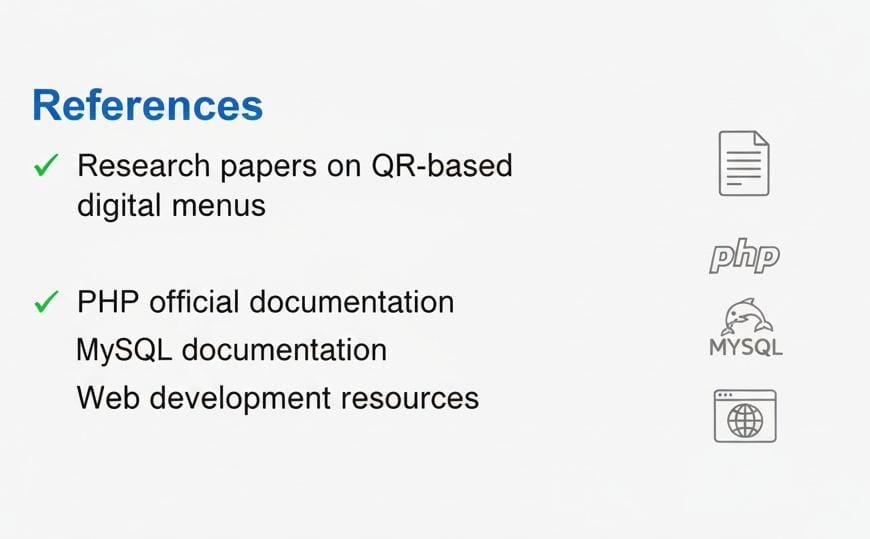 References
Research papers on QR-based
digital menus
PHP official documentation
MySQL documentation
Web development resources
php
MYSQL